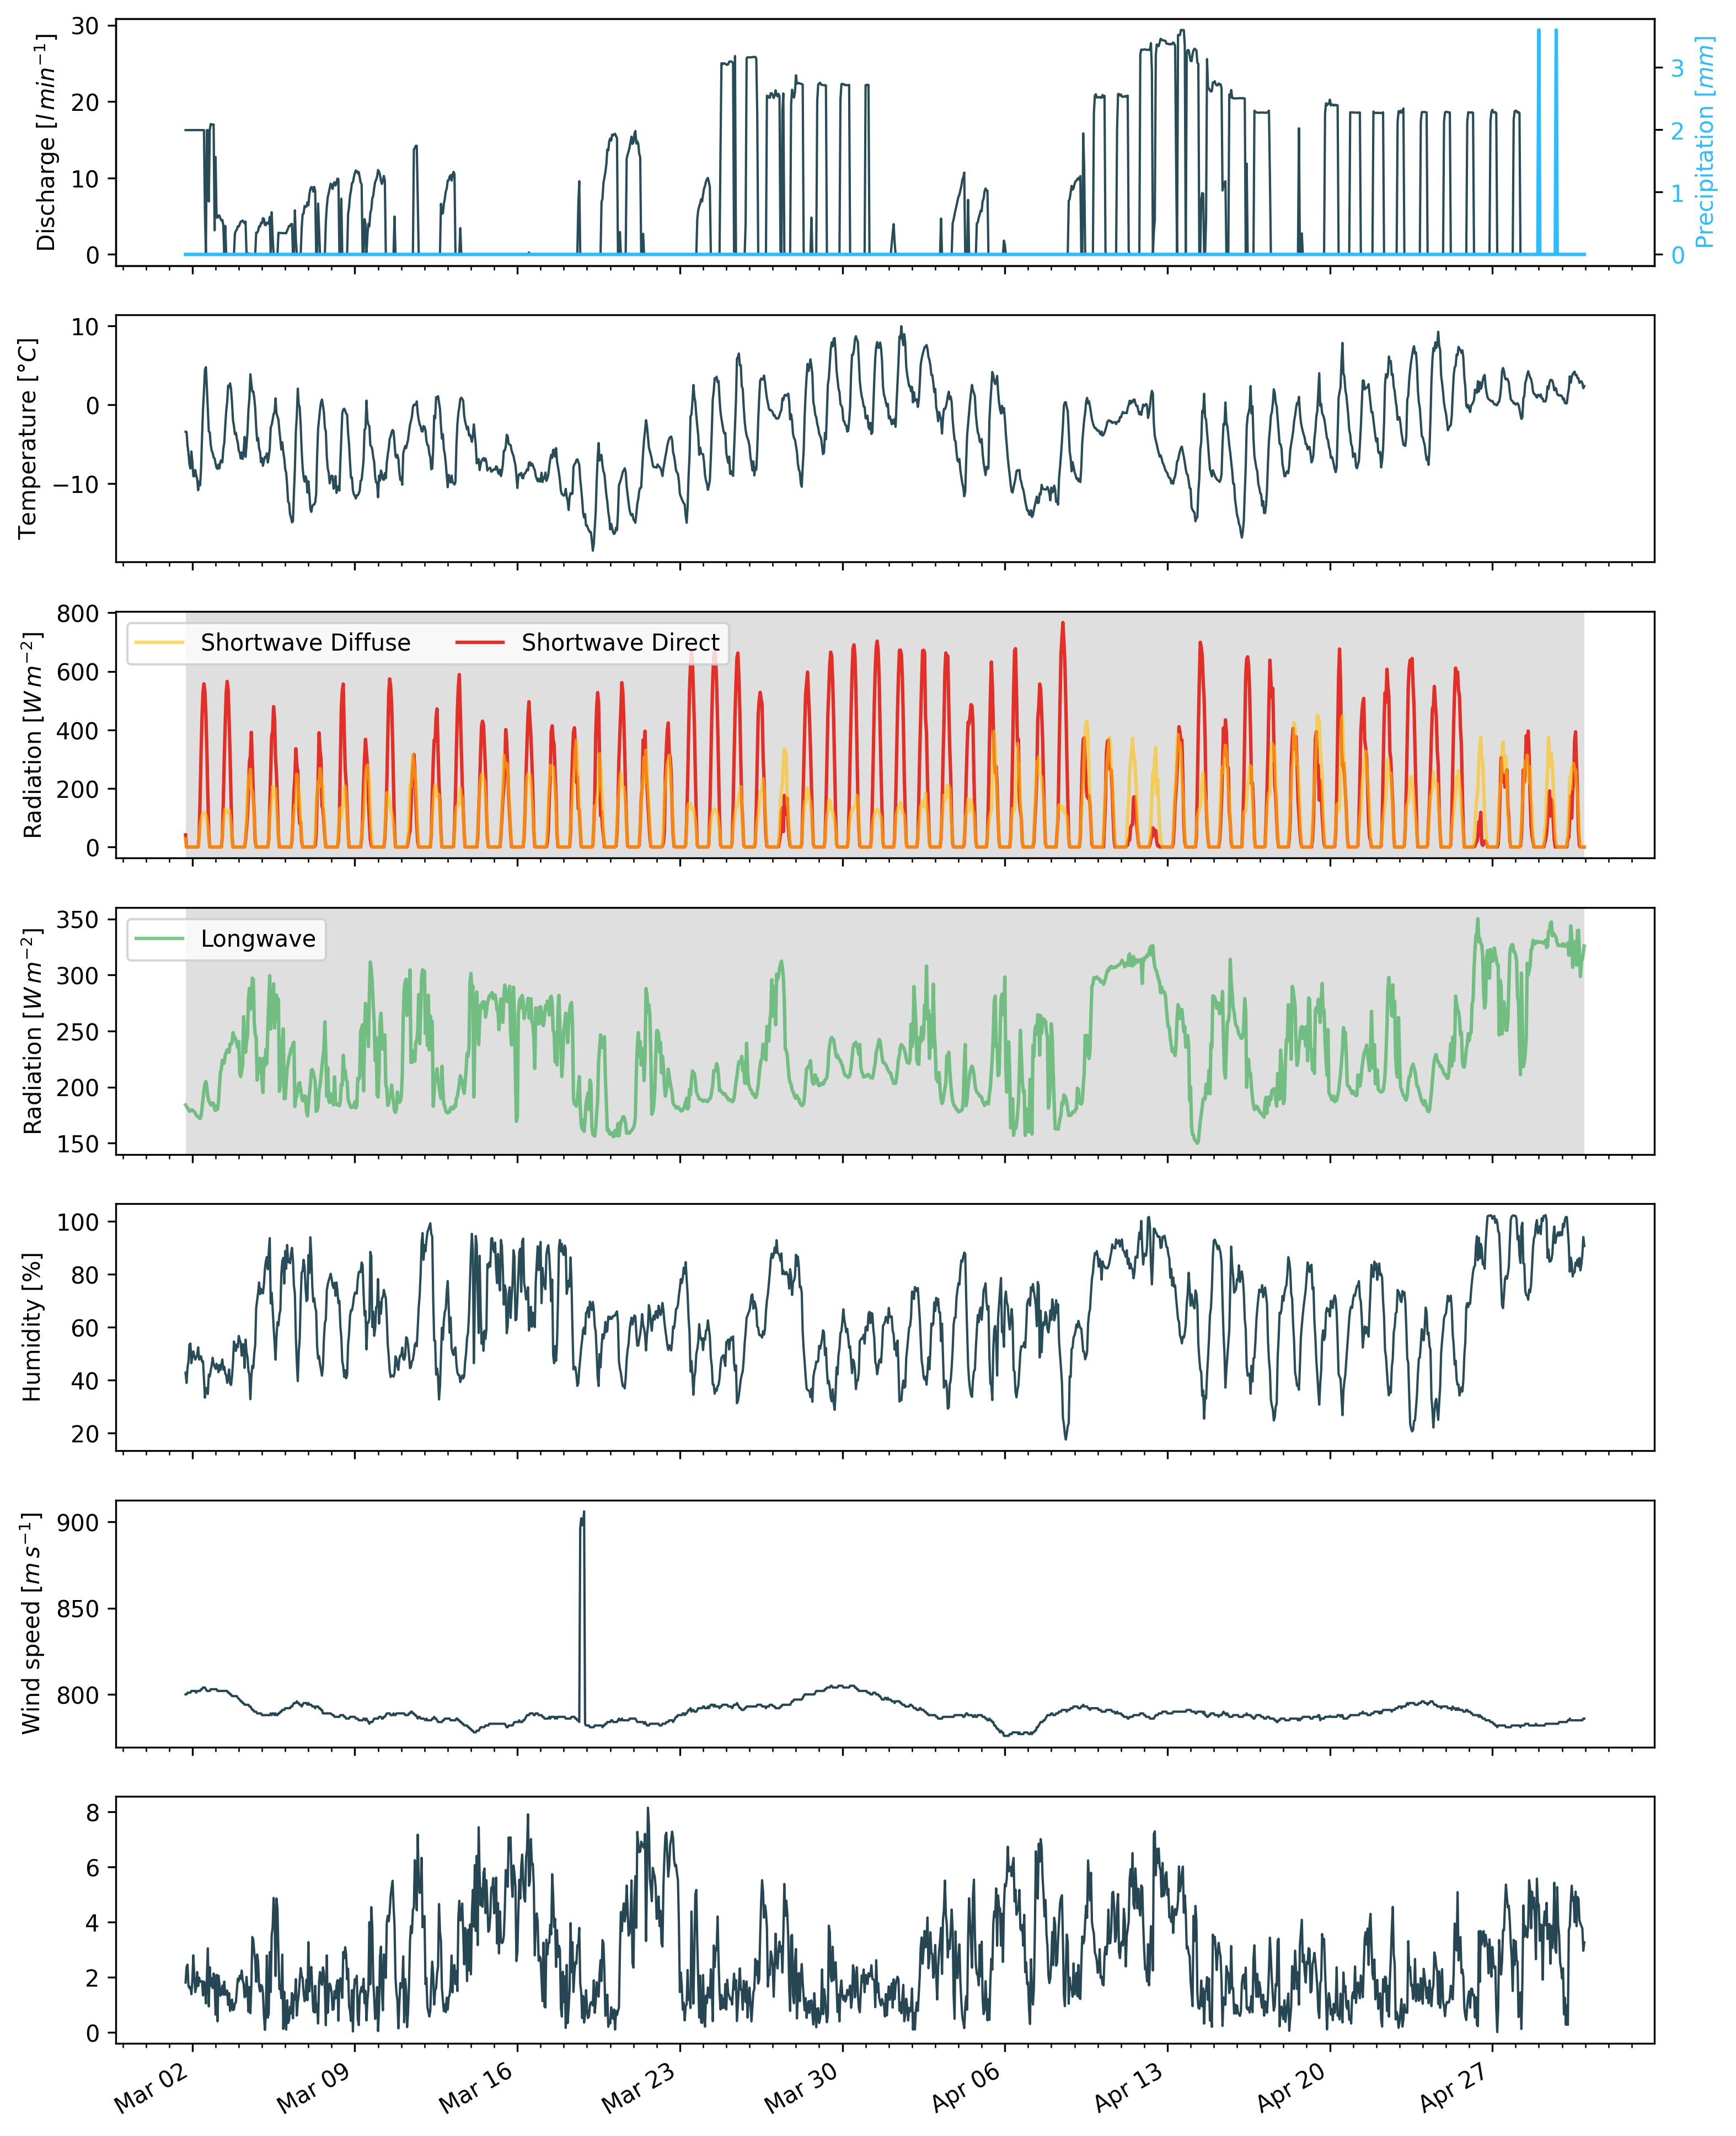 30
20
10
0
Discharge [l min⁻¹]
3
2
1
0
Precipitation [mm]
10
0
−10
Temperature [°C]
800
600
400
200
0
Radiation [W m⁻²]
Shortwave Diffuse
Shortwave Direct
350
300
250
200
150
Radiation [W m⁻²]
Longwave
100
80
60
40
20
Humidity [%]
900
850
800
Wind speed [m s⁻¹]
8
6
4
2
0
Mar 02
Mar 09
Mar 16
Mar 23
Mar 30
Apr 06
Apr 13
Apr 20
Apr 27